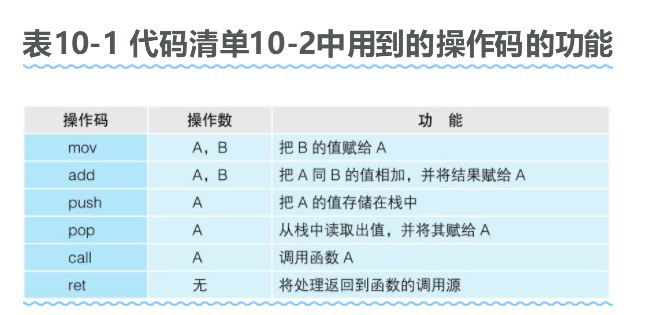 表10-1 代码清单10-2中用到的操作码的功能
操作码 操作数 功 能
mov A，B 把 B 的值赋给 A
add A，B 把 A 同 B 的值相加，并将结果赋给 A
push A 把 A 的值存储在栈中
pop A 从栈中读取出值，并将其赋给 A
call A 调用函数 A
ret 无 将处理返回到函数的调用源